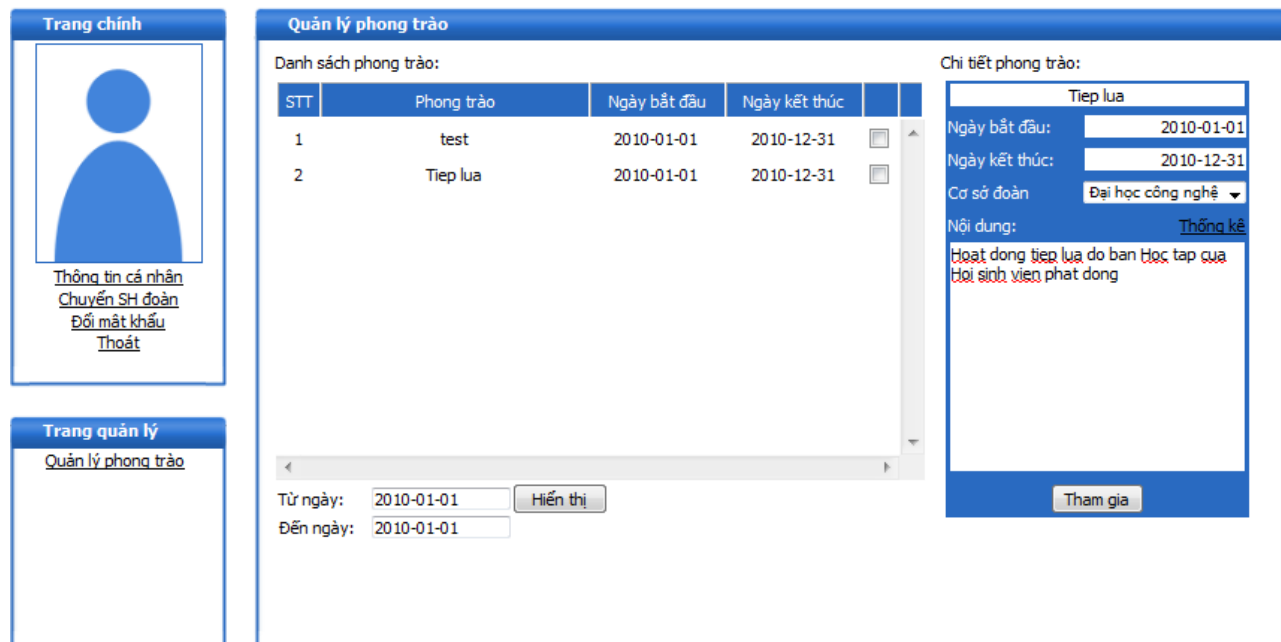 Trang chính
Thông tin cá nhân
Chuyển SH đoàn
Đổi mật khẩu
Thoát
Trang quản lý
Quản lý phong trào
Quản lý phong trào
Danh sách phong trào:
STT Phong trào Ngày bắt đầu Ngày kết thúc
1 test 2010-01-01 2010-12-31
2 Tiep lua 2010-01-01 2010-12-31
Từ ngày: 2010-01-01 Hiển thị
Đến ngày: 2010-01-01
Chi tiết phong trào:
Tiep lua
Ngày bắt đầu: 2010-01-01
Ngày kết thúc: 2010-12-31
Cơ sở đoàn Đại học công nghệ
Nội dung: Thống kê
Hoat dong tiep lua do ban Hoc tap cua
Hoi sinh vien phat dong
Tham gia